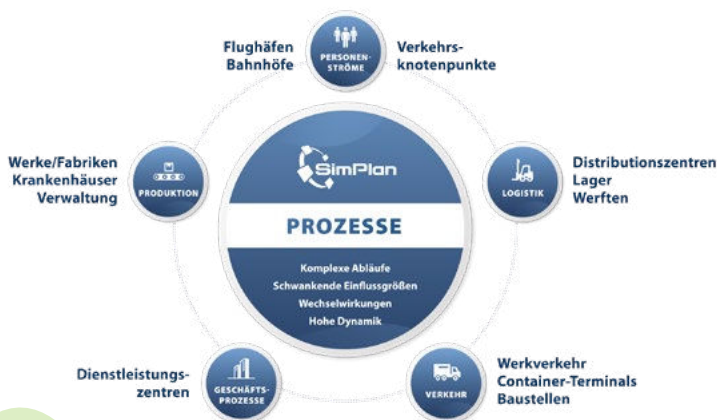 Flughäfen
Bahnhöfe
PERSONEN-
STRÖME
Verkehrs-
knotenpunkte
Werke/Fabriken
Krankenhäuser
Verwaltung
PRODUKTION
SimPlan
PROZESSE
Komplexe Abläufe
Schwankende Einflussgrößen
Wechselwirkungen
Hohe Dynamik
LOGISTIK
Distributionszentren
Lager
Werften
Dienstleistungs-
zentren
GESCHÄFTS-
PROZESSE
VERKEHR
Werkverkehr
Container-Terminals
Baustellen